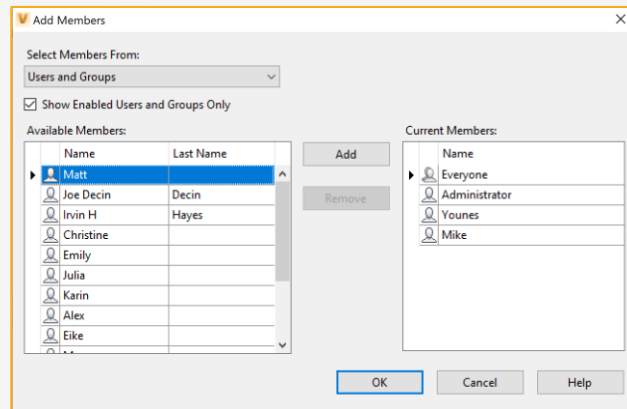 Add Members
Select Members From:
Users and Groups
Show Enabled Users and Groups Only
Available Members:
Name Last Name
Matt
Joe Decin Decin
Irvin H Hayes
Christine
Emily
Julia
Karin
Alex
Eike
Add
Remove
Current Members:
Name
Everyone
Administrator
Younes
Mike
OK Cancel Help